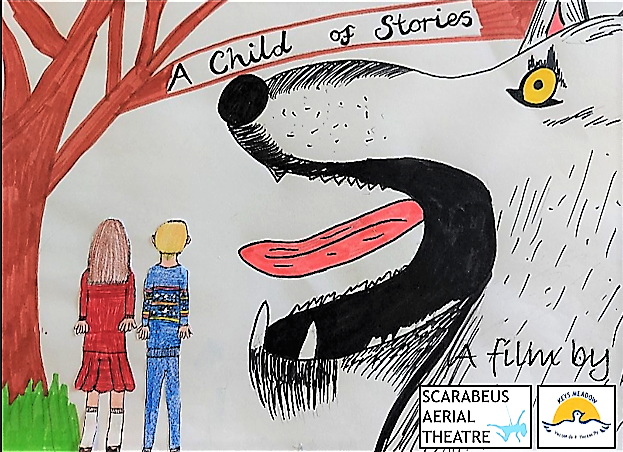 A Child of Stories
A film by
SCARABEUS
AERIAL
THEATRE
KEYS MEADOW